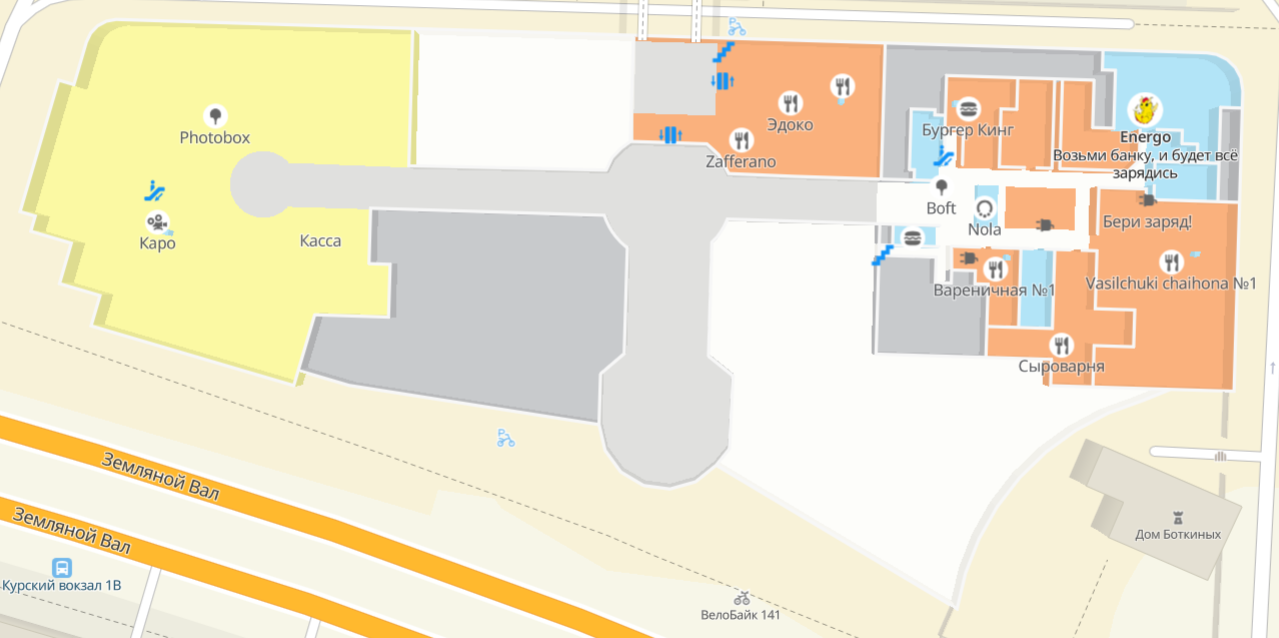 Photobox
Эдоко
Zafferano
Бургер Кинг
Energo
Возьми банку, и будет всё
зарядись
Каро
Касса
Boft
Nola
Бери заряд!
Вареничная №1
Vasilchuki chaihona №1
Сыроварня
Земляной Вал
Земляной Вал
Дом Боткиных
Курский вокзал 1В
ВелоБайк 141
P
P